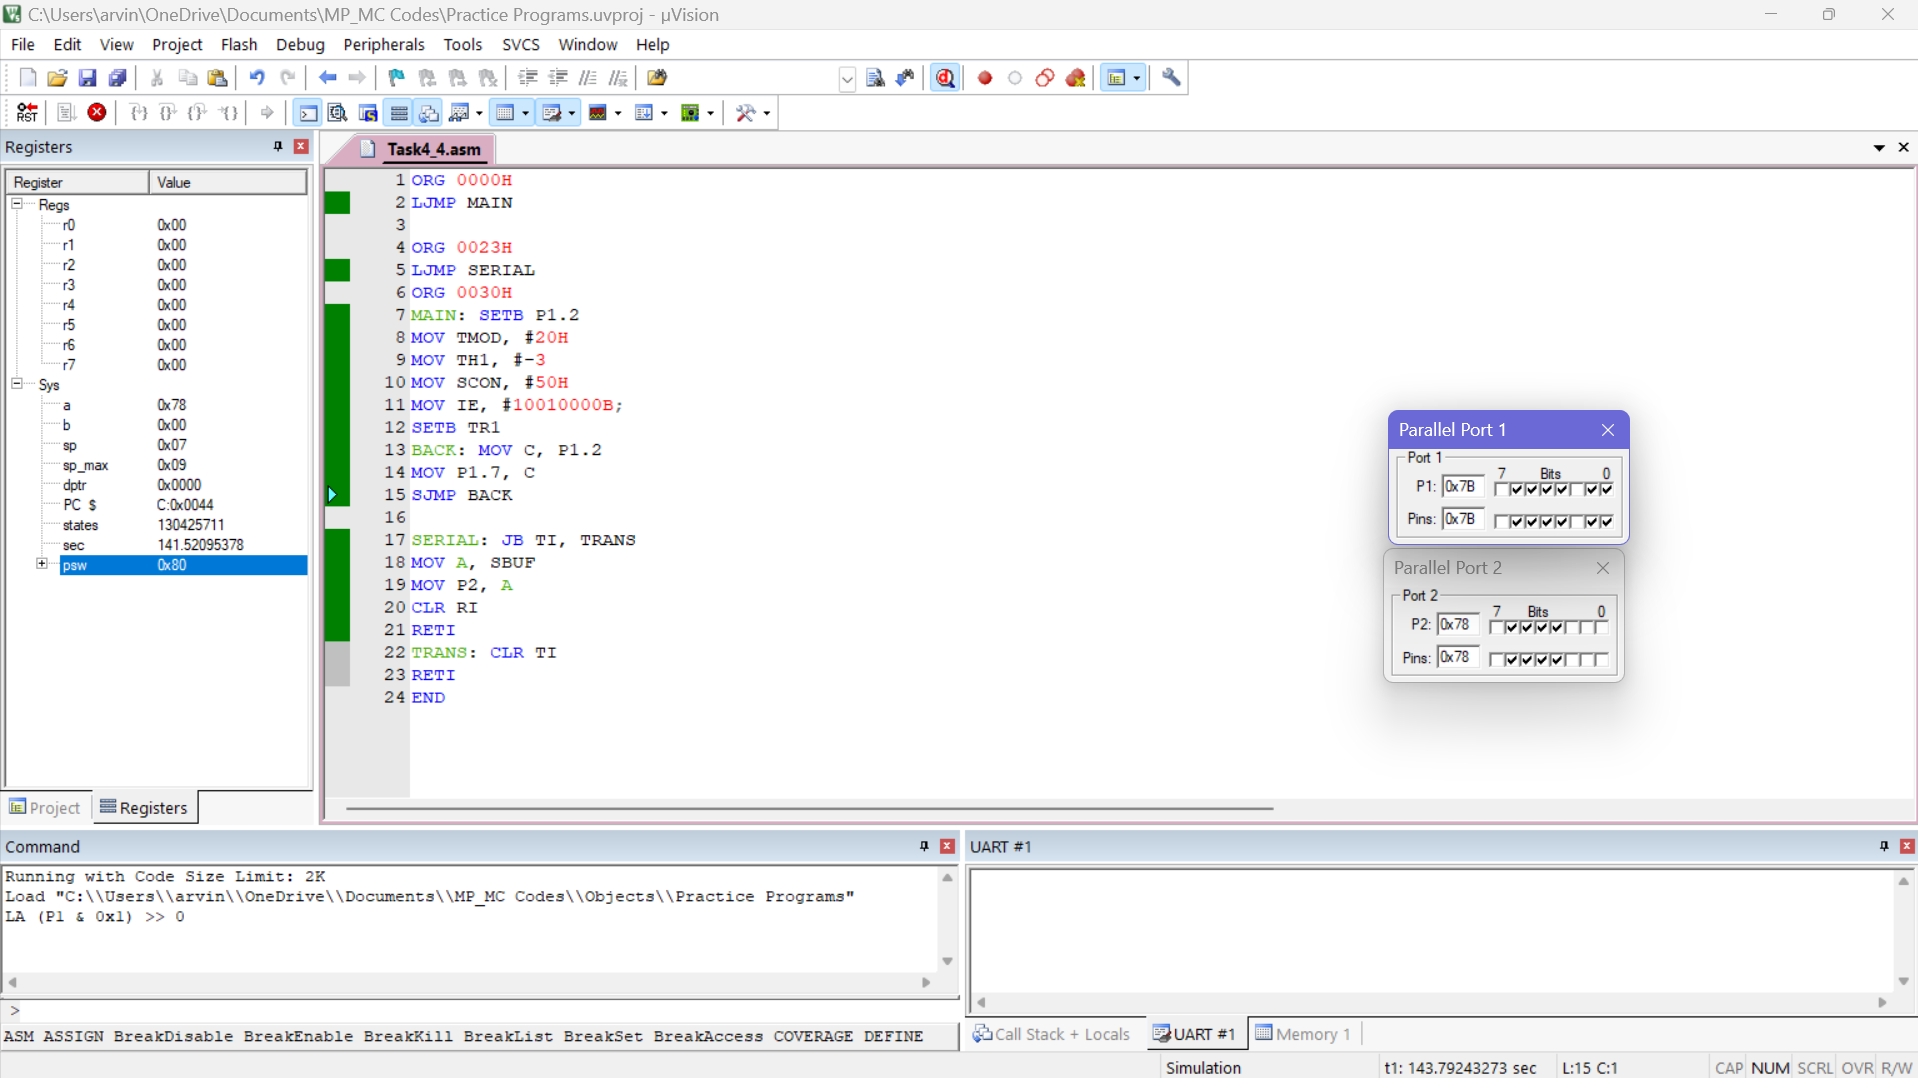 C:\Users\arvin\OneDrive\Documents\MP_MC Codes\Practice Programs.uvproj - µVision
File Edit View Project Flash Debug Peripherals Tools SVCS Window Help
RST
Registers
Register Value
Regs
r0 0x00
r1 0x00
r2 0x00
r3 0x00
r4 0x00
r5 0x00
r6 0x00
r7 0x00
Sys
a 0x78
b 0x00
sp 0x07
sp_max 0x09
dptr 0x0000
PC $ C:0x0044
states 130425711
sec 141.52095378
psw 0x80
Project Registers
Task4_4.asm
1 ORG 0000H
2 LJMP MAIN
3
4 ORG 0023H
5 LJMP SERIAL
6 ORG 0030H
7 MAIN: SETB P1.2
8 MOV TMOD, #20H
9 MOV TH1, #-3
10 MOV SCON, #50H
11 MOV IE, #10010000B;
12 SETB TR1
13 BACK: MOV C, P1.2
14 MOV P1.7, C
15 SJMP BACK
16
17 SERIAL: JB TI, TRANS
18 MOV A, SBUF
19 MOV P2, A
20 CLR RI
21 RETI
22 TRANS: CLR TI
23 RETI
24 END
Parallel Port 1
Port 1
7 Bits 0
P1: 0x7B
Pins: 0x7B
Parallel Port 2
Port 2
7 Bits 0
P2: 0x78
Pins: 0x78
Command
Running with Code Size Limit: 2K
Load "C:\\Users\\arvin\\OneDrive\\Documents\\MP_MC Codes\\Objects\\Practice Programs"
LA (P1 & 0x1) >> 0
>
ASM ASSIGN BreakDisable BreakEnable BreakKill BreakList BreakSet BreakAccess COVERAGE DEFINE
UART #1
Call Stack + Locals UART #1 Memory 1
Simulation t1: 143.79243273 sec L:15 C:1 CAP NUM SCRL OVR R/W